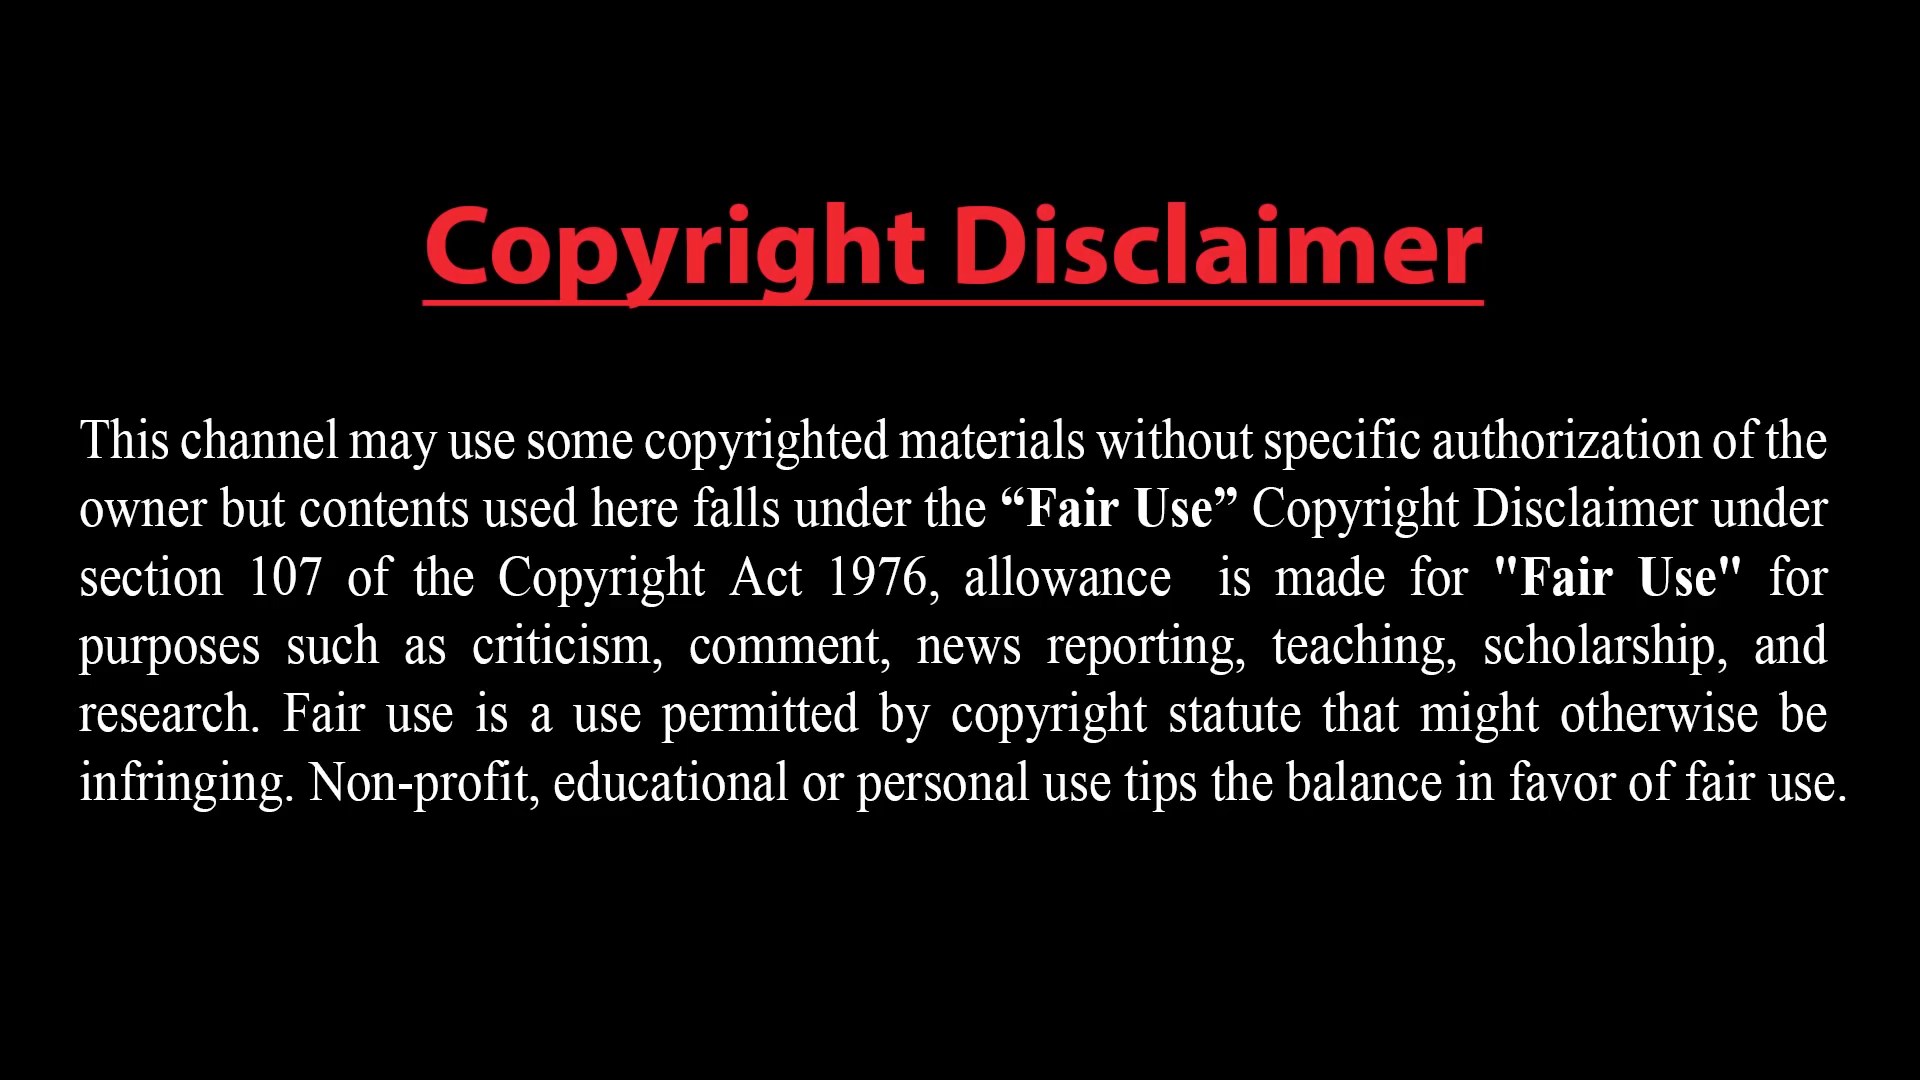 Copyright Disclaimer
This channel may use some copyrighted materials without specific authorization of the
owner but contents used here falls under the “Fair Use” Copyright Disclaimer under
section 107 of the Copyright Act 1976, allowance  is made for "Fair Use" for
purposes such as criticism, comment, news reporting, teaching, scholarship, and
research. Fair use is a use permitted by copyright statute that might otherwise be
infringing. Non-profit, educational or personal use tips the balance in favor of fair use.